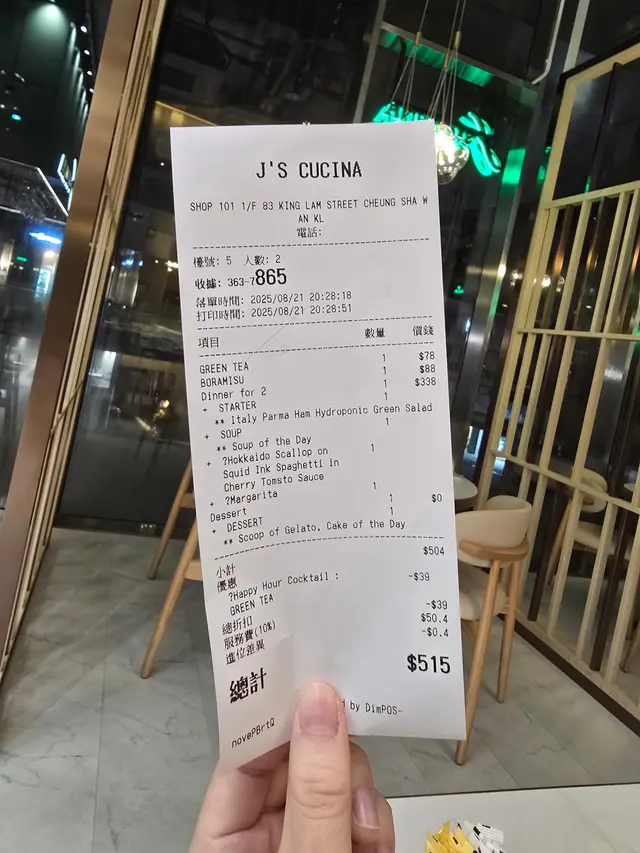 J'S CUCINA
SHOP 101 1/F 83 KING LAM STREET CHEUNG SHA W
AN KL
電話:
檯號: 5 人數: 2
收據: 363-7865
落單時間: 2025/08/21 20:28:18
打印時間: 2025/08/21 20:28:51
項目 數量 價錢
GREEN TEA 1 $78
BORAMISU 1 $88
Dinner for 2 1 $338
+ STARTER 1
** Italy Parma Ham Hydroponic Green Salad
+ SOUP 1
** Soup of the Day
+ ?Hokkaido Scallop on 1
Squid Ink Spaghetti in
Cherry Tomsto Sauce
+ ?Margarita 1
Dessert 1 $0
+ DESSERT 1
** Scoop of Gelato, Cake of the Day
小計 $504
優惠
?Happy Hour Cocktail : -$39
GREEN TEA
總折扣 -$39
服務費(10%) $50.4
進位差異 -$0.4
總計 $515
d by DimPOS~
novePBrtQ